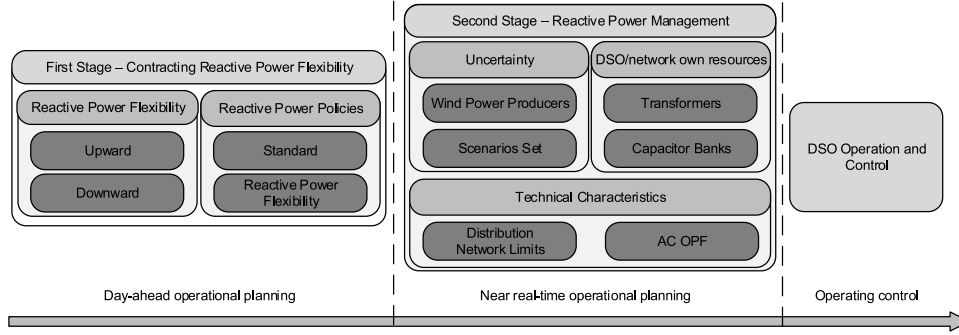 First Stage – Contracting Reactive Power Flexibility
Reactive Power Flexibility
Upward
Downward
Reactive Power Policies
Standard
Reactive Power
Flexibility
Second Stage – Reactive Power Management
Uncertainty
Wind Power Producers
Scenarios Set
DSO/network own resources
Transformers
Capacitor Banks
Technical Characteristics
Distribution
Network Limits
AC OPF
DSO Operation and
Control
Day-ahead operational planning
Near real-time operational planning
Operating control